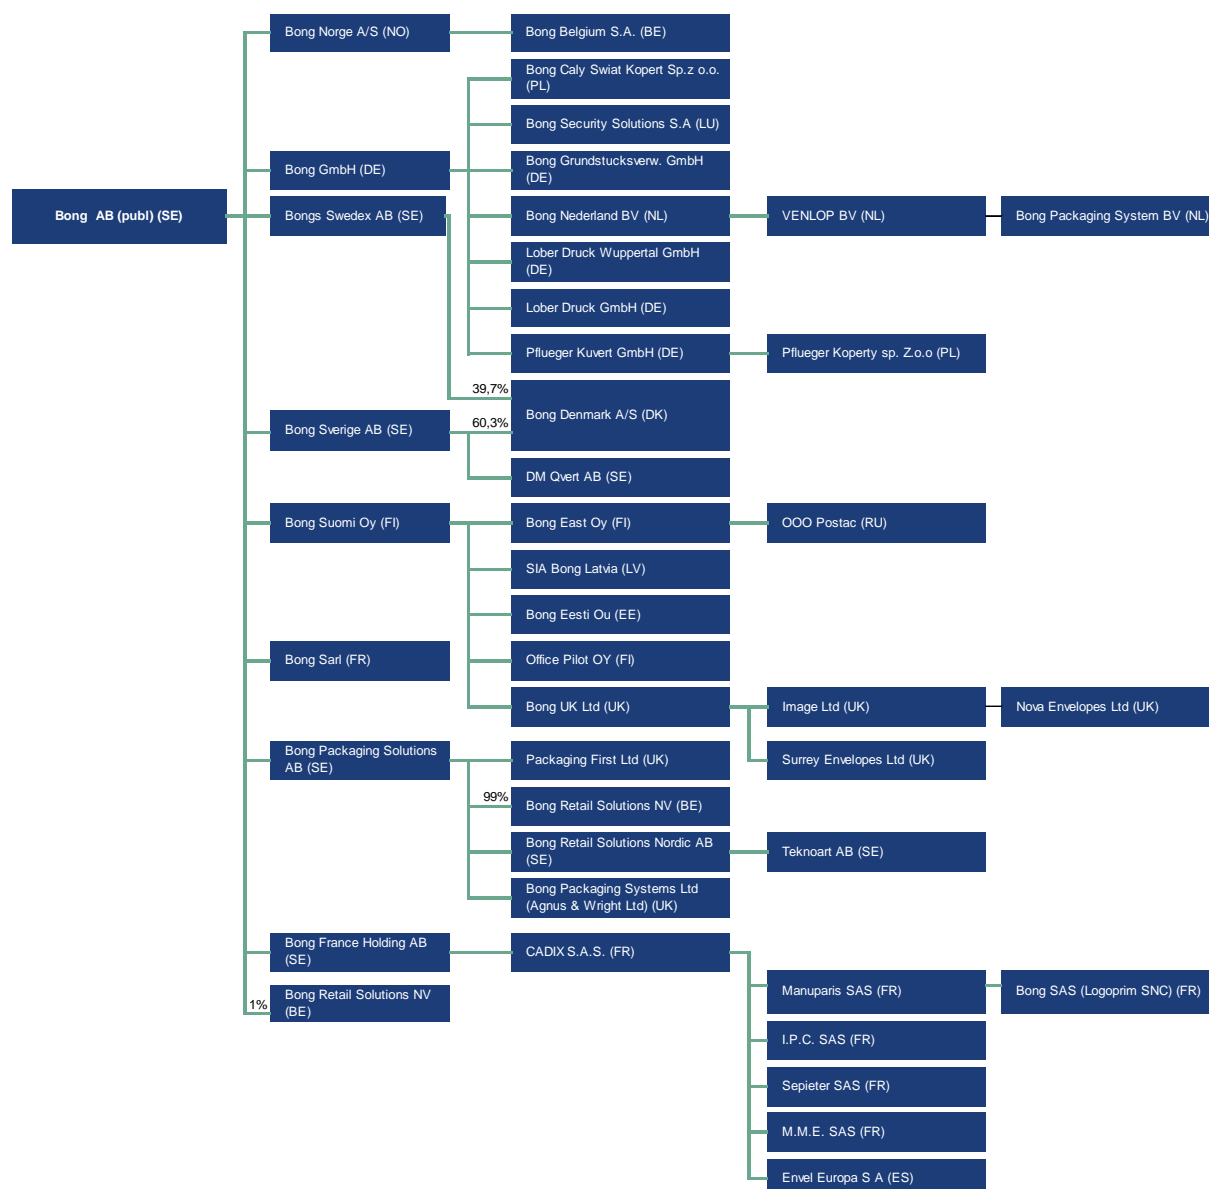 Bong Norge A/S (NO)
Bong Belgium S.A. (BE)
Bong Caly Swiat Kopert Sp.z o.o.
(PL)
Bong Security Solutions S.A (LU)
Bong GmbH (DE)
Bong Grundstucksverw. GmbH
(DE)
Bong AB (publ) (SE)
Bongs Swedex AB (SE)
Bong Nederland BV (NL)
VENLOP BV (NL)
Bong Packaging System BV (NL)
Lober Druck Wuppertal GmbH
(DE)
Lober Druck GmbH (DE)
Pflueger Kuvert GmbH (DE)
Pflueger Koperty sp. Z.o.o (PL)
39,7%
Bong Denmark A/S (DK)
Bong Sverige AB (SE)
60,3%
DM Qvert AB (SE)
Bong Suomi Oy (FI)
Bong East Oy (FI)
OOO Postac (RU)
SIA Bong Latvia (LV)
Bong Eesti Ou (EE)
Bong Sarl (FR)
Office Pilot OY (FI)
Bong UK Ltd (UK)
Image Ltd (UK)
Nova Envelopes Ltd (UK)
Bong Packaging Solutions
AB (SE)
Packaging First Ltd (UK)
Surrey Envelopes Ltd (UK)
99%
Bong Retail Solutions NV (BE)
Bong Retail Solutions Nordic AB
(SE)
Teknoart AB (SE)
Bong Packaging Systems Ltd
(Agnus & Wright Ltd) (UK)
Bong France Holding AB
(SE)
CADIX S.A.S. (FR)
1%
Bong Retail Solutions NV
(BE)
Manuparis SAS (FR)
Bong SAS (Logoprim SNC) (FR)
I.P.C. SAS (FR)
Sepieter SAS (FR)
M.M.E. SAS (FR)
Envel Europa S A (ES)